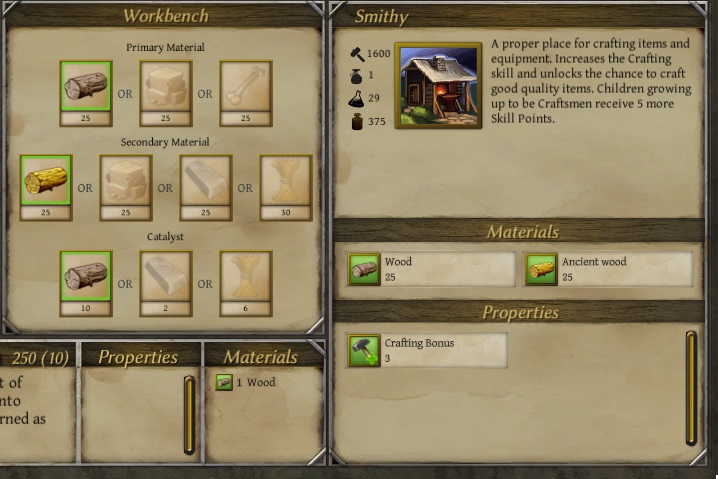 Workbench
Primary Material
25 OR 25 OR 25
Secondary Material
25 OR 25 OR 25 OR 30
Catalyst
10 OR 2 OR 6
250 (10)
t of
nto
rned as
Properties
Materials
1 Wood
Smithy
1600
1
29
375
A proper place for crafting items and
equipment. Increases the Crafting
skill and unlocks the chance to craft
good quality items. Children growing
up to be Craftsmen receive 5 more
Skill Points.
Materials
Wood
25
Ancient wood
25
Properties
Crafting Bonus
3